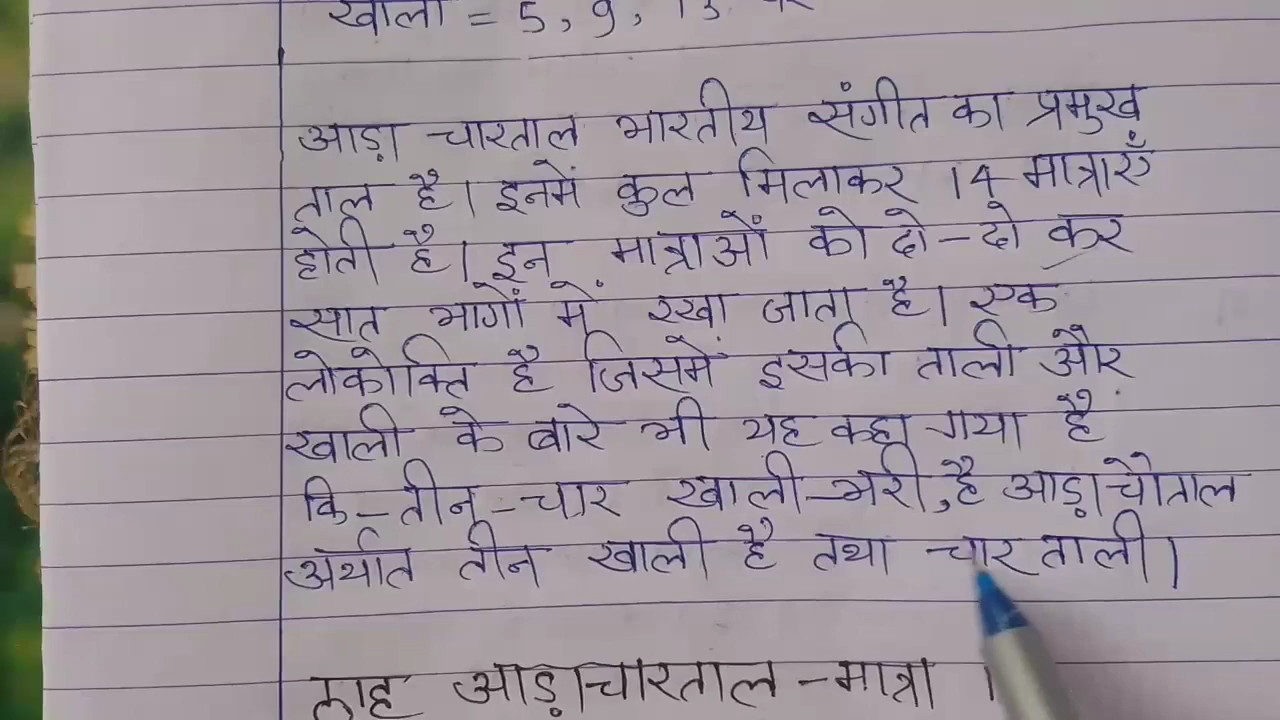 खाली = 5, 9, 13
आड़ा चारताल भारतीय संगीत का प्रमुख
ताल है। इनमें कुल मिलाकर 14 मात्राएँ
होती है। इन मात्राओं को दो-दो कर
सात भागों में रखा जाता है। एक
लोकोक्ति है जिसमें इसकी ताली और
खाली के बारे भी यह कहा गया है
कि-तीन-चार खाली-भरी, है आड़ाचौताल
अर्थात तीन खाली है तथा चार ताली।
आड़ाचारताल-मात्रा